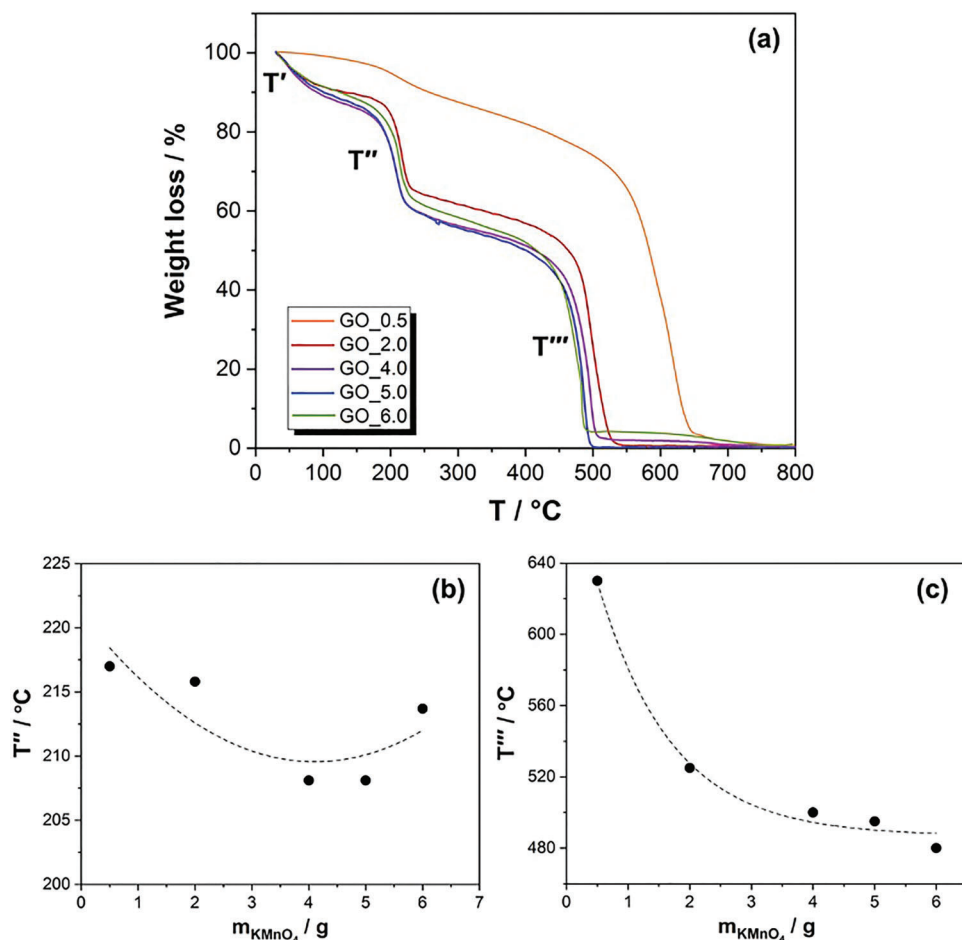 (a)
100
80
60
40
20
0
Weight loss / %
T′
T″
T‴
GO_0.5
GO_2.0
GO_4.0
GO_5.0
GO_6.0
0 100 200 300 400 500 600 700 800
T / °C
(b)
225
220
215
210
205
200
T″ / °C
0 1 2 3 4 5 6 7
mKMnO4 / g
(c)
640
600
560
520
480
T‴ / °C
0 1 2 3 4 5 6
mKMnO4 / g